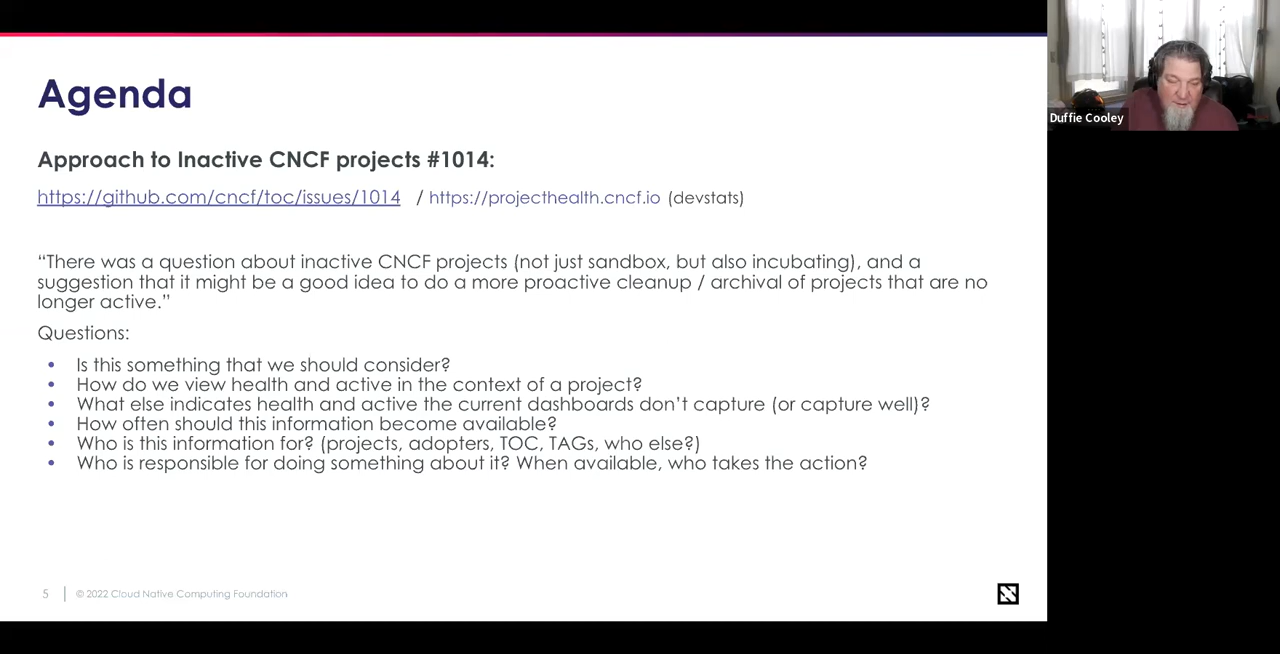 Agenda
Approach to Inactive CNCF projects #1014:
https://github.com/cncf/toc/issues/1014 / https://projecthealth.cncf.io (devstats)
“There was a question about inactive CNCF projects (not just sandbox, but also incubating), and a
suggestion that it might be a good idea to do a more proactive cleanup / archival of projects that are no
longer active.”
Questions:
• Is this something that we should consider?
• How do we view health and active in the context of a project?
• What else indicates health and active the current dashboards don’t capture (or capture well)?
• How often should this information become available?
• Who is this information for? (projects, adopters, TOC, TAGs, who else?)
• Who is responsible for doing something about it? When available, who takes the action?
5 | © 2022 Cloud Native Computing Foundation
Duffie Cooley